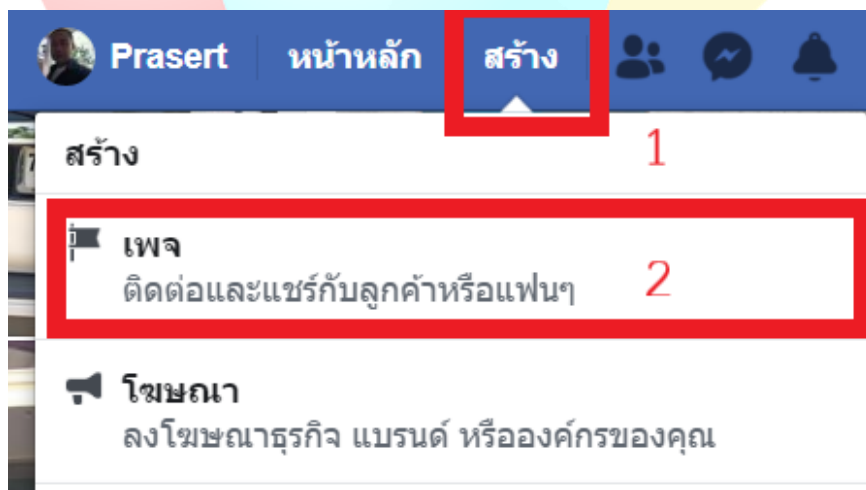 Prasert หน้าหลัก สร้าง
1
สร้าง
เพจ
ติดต่อและแชร์กับลูกค้าหรือแฟนๆ
2
โฆษณา
ลงโฆษณาธุรกิจ แบรนด์ หรือองค์กรของคุณ